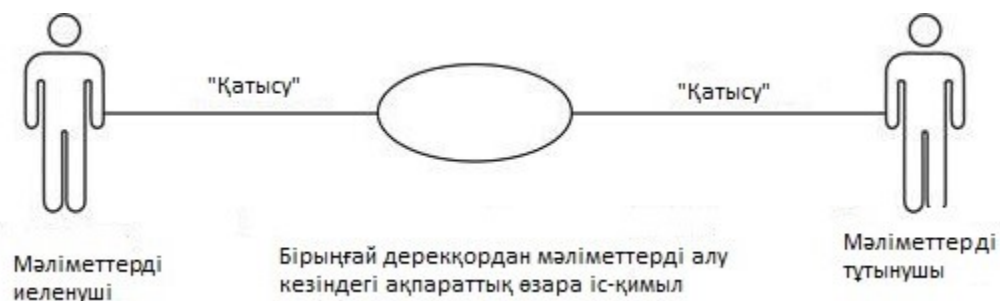 "Қатысу"
"Қатысу"
Мәліметтерді
иеленуші
Бірыңғай дерекқордан мәліметтерді алу
кезіндегі ақпараттық өзара іс-қимыл
Мәліметтерді
тұтынушы